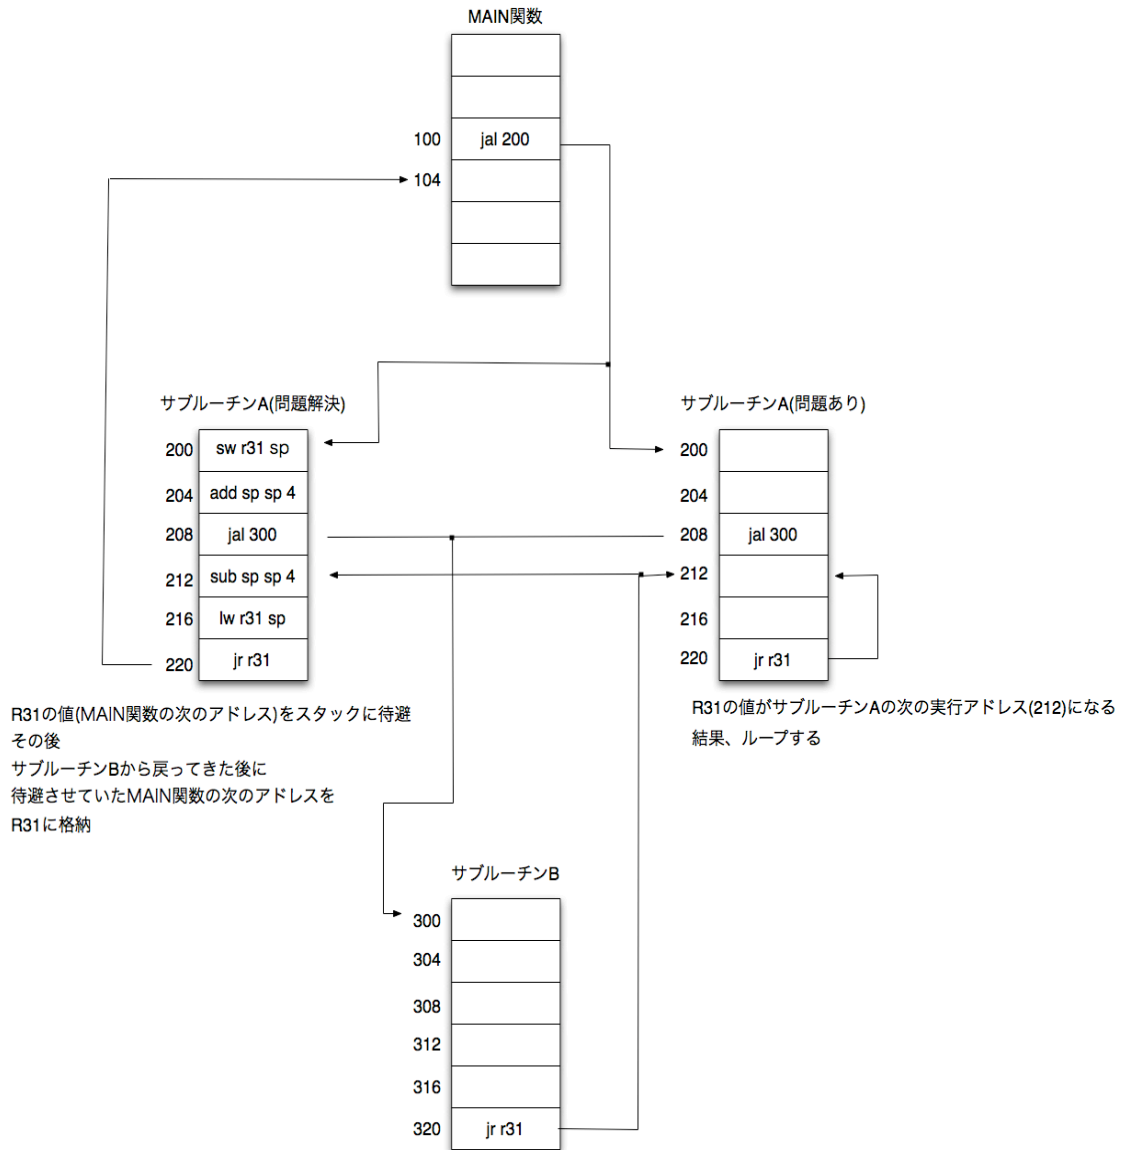 MAIN関数
100 jal 200
104
サブルーチンA(問題解決)
200 sw r31 sp
204 add sp sp 4
208 jal 300
212 sub sp sp 4
216 lw r31 sp
220 jr r31
R31の値(MAIN関数の次のアドレス)をスタックに待避
その後
サブルーチンBから戻ってきた後に
待避させていたMAIN関数の次のアドレスを
R31に格納
サブルーチンA(問題あり)
200
204
208 jal 300
212
216
220 jr r31
R31の値がサブルーチンAの次の実行アドレス(212)になる
結果、ループする
サブルーチンB
300
304
308
312
316
320 jr r31